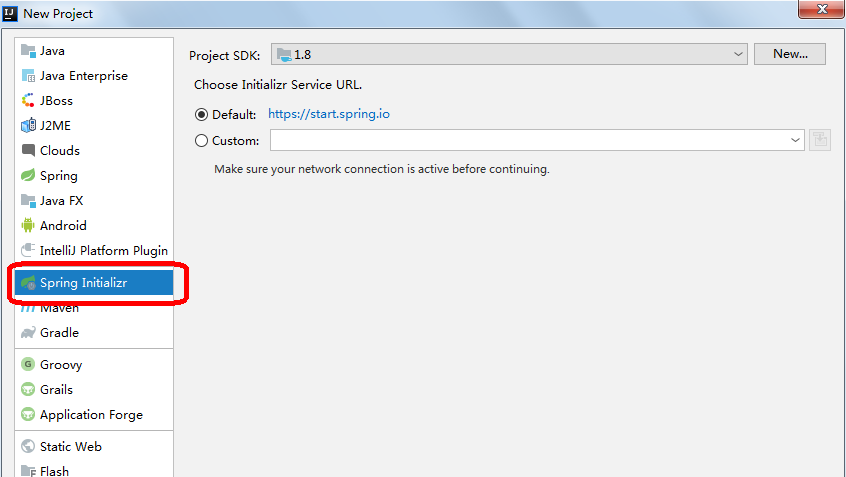 New Project
Java
Java Enterprise
JBoss
J2ME
Clouds
Spring
Java FX
Android
IntelliJ Platform Plugin
Spring Initializr
Maven
Gradle
Groovy
Grails
Application Forge
Static Web
Flash
Project SDK: 1.8 New...
Choose Initializr Service URL.
Default: https://start.spring.io
Custom:
Make sure your network connection is active before continuing.